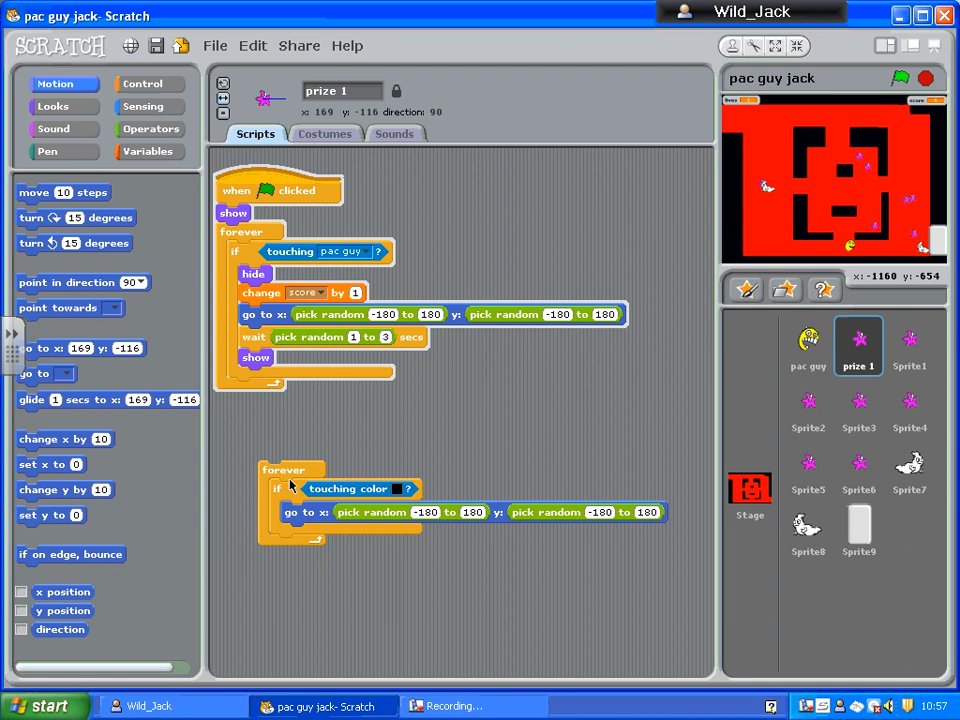 pac guy jack- Scratch
Wild_Jack
SCRATCH
File Edit Share Help
Motion
Control
Looks
Sensing
Sound
Operators
Pen
Variables
prize 1
x: 169 y: -116 direction: 90
Scripts
Costumes
Sounds
pac guy jack
lives
score
move 10 steps
turn 15 degrees
turn 15 degrees
point in direction 90
point towards
go to x: 169 y: -116
go to
glide 1 secs to x: 169 y: -116
change x by 10
set x to 0
change y by 10
set y to 0
if on edge, bounce
x position
y position
direction
when clicked
show
forever
if touching pac guy ?
hide
change score by 1
go to x: pick random -180 to 180 y: pick random -180 to 180
wait pick random 1 to 3 secs
show
forever
if touching color ?
go to x: pick random -180 to 180 y: pick random -180 to 180
x: -1160 y: -654
pac guy
prize 1
Sprite1
Sprite2
Sprite3
Sprite4
Sprite5
Sprite6
Sprite7
Sprite8
Sprite9
Stage
start
Wild_Jack
pac guy jack- Scratch
Recording...
10:57